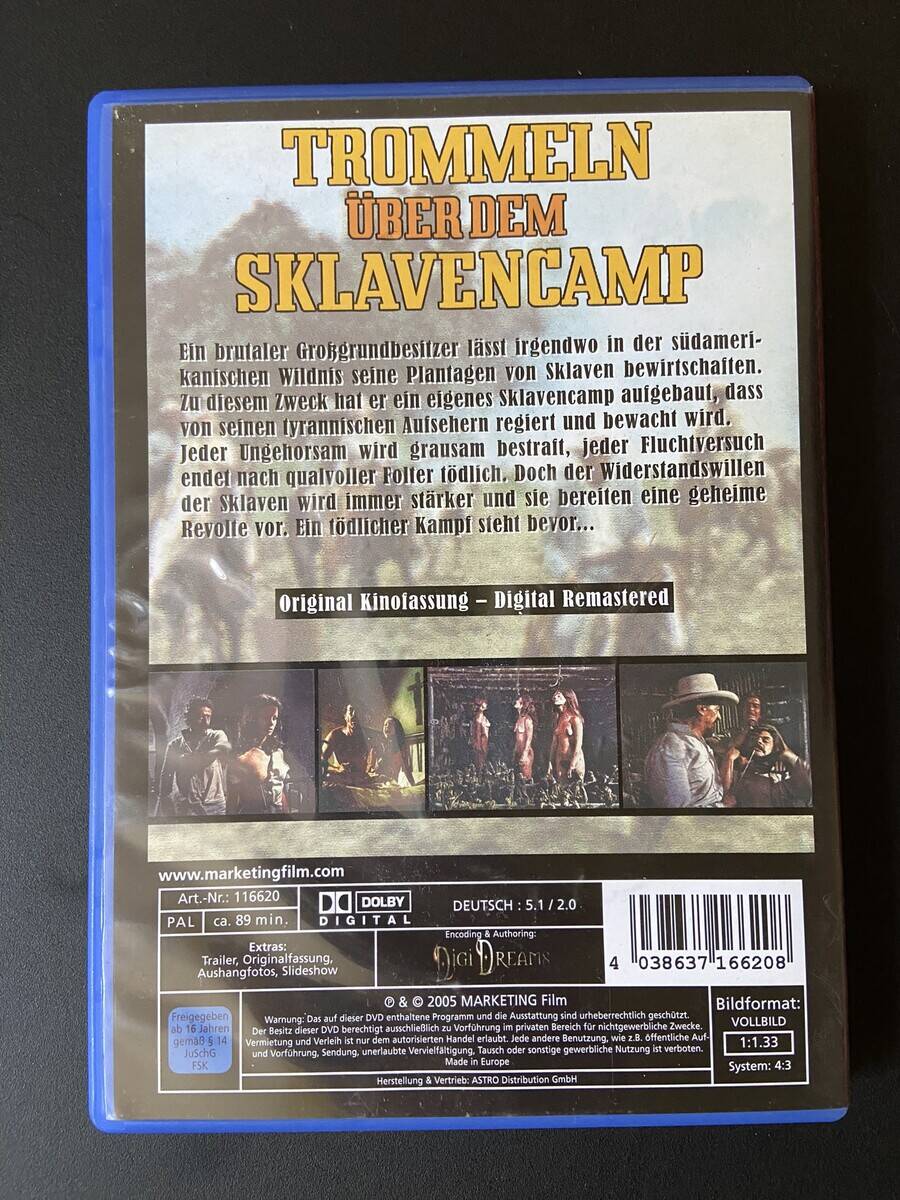 TROMMELN
ÜBER DEM
SKLAVENCAMP
Ein brutaler Großgrundbesitzer lässt irgendwo in der südameri-
kanischen Wildnis seine Plantagen von Sklaven bewirtschaften.
Zu diesem Zweck hat er ein eigenes Sklavencamp aufgebaut, dass
von seinen tyrannischen Aufsehern regiert und bewacht wird.
Jeder Ungehorsam wird grausam bestraft, jeder Fluchtversuch
endet nach qualvoller Folter tödlich. Doch der Widerstandswillen
der Sklaven wird immer stärker und sie bereiten eine geheime
Revolte vor. Ein tödlicher Kampf steht bevor...
Original Kinofassung – Digital Remastered
www.marketingfilm.com
Art.-Nr.: 116620
PAL
ca. 89 min.
DOLBY
DIGITAL
DEUTSCH : 5.1 / 2.0
Extras:
Trailer, Originalfassung,
Aushangfotos, Slideshow
Encoding & Authoring:
DIGI DREAMS
4 038637 166208
Freigegeben
ab 16 Jahren
gemäß § 14
JuSchG
FSK
℗ & © 2005 MARKETING Film
Warnung: Das auf dieser DVD enthaltene Programm und die Ausstattung sind urheberrechtlich geschützt.
Der Besitz dieser DVD berechtigt ausschließlich zu Vorführung im privaten Bereich für nichtgewerbliche Zwecke.
Vermietung und Verleih ist nur dem autorisierten Handel erlaubt. Jede andere Benutzung, wie z.B. öffentliche Auf-
und Vorführung, Sendung, unerlaubte Vervielfältigung, Tausch oder sonstige gewerbliche Nutzung ist verboten.
Made in Europe
Herstellung & Vertrieb: ASTRO Distribution GmbH
Bildformat:
VOLLBILD
1:1.33
System: 4:3